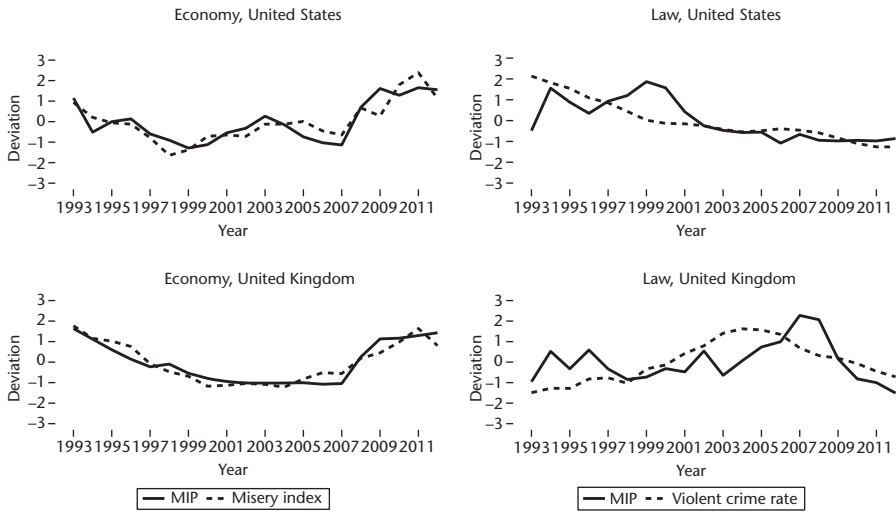 Economy, United States
Deviation
3
2
1
0
–1
–2
–3
1993 1995 1997 1999 2001 2003 2005 2007 2009 2011
Year
Law, United States
Deviation
3
2
1
0
–1
–2
–3
1993 1995 1997 1999 2001 2003 2005 2007 2009 2011
Year
Economy, United Kingdom
Deviation
3
2
1
0
–1
–2
–3
1993 1995 1997 1999 2001 2003 2005 2007 2009 2011
Year
MIP Misery index
Law, United Kingdom
Deviation
3
2
1
0
–1
–2
–3
1993 1995 1997 1999 2001 2003 2005 2007 2009 2011
Year
MIP Violent crime rate